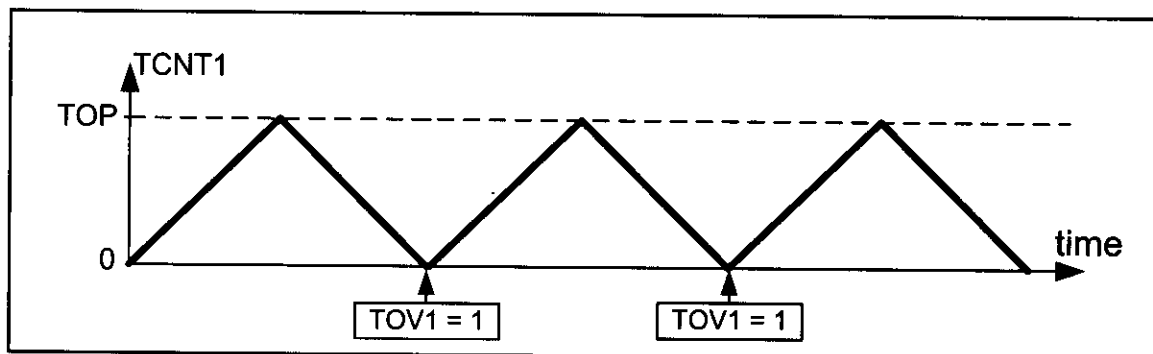 TCNT1
TOP
0
time
TOV1 = 1
TOV1 = 1